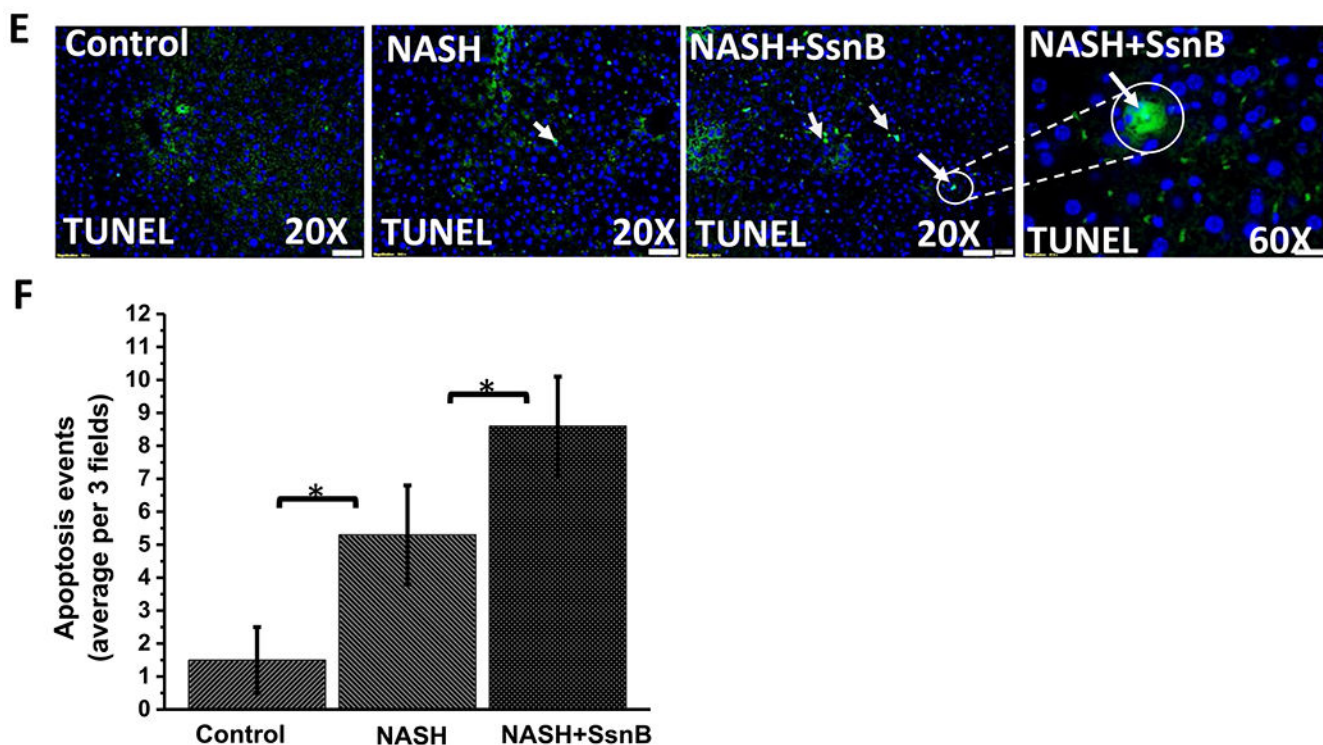 E
Control
TUNEL
20X
NASH
TUNEL
20X
NASH+SsnB
TUNEL
20X
NASH+SsnB
TUNEL
60X
F
Apoptosis events
(average per 3 fields)
12
11
10
9
8
7
6
5
4
3
2
1
0
*
*
Control
NASH
NASH+SsnB